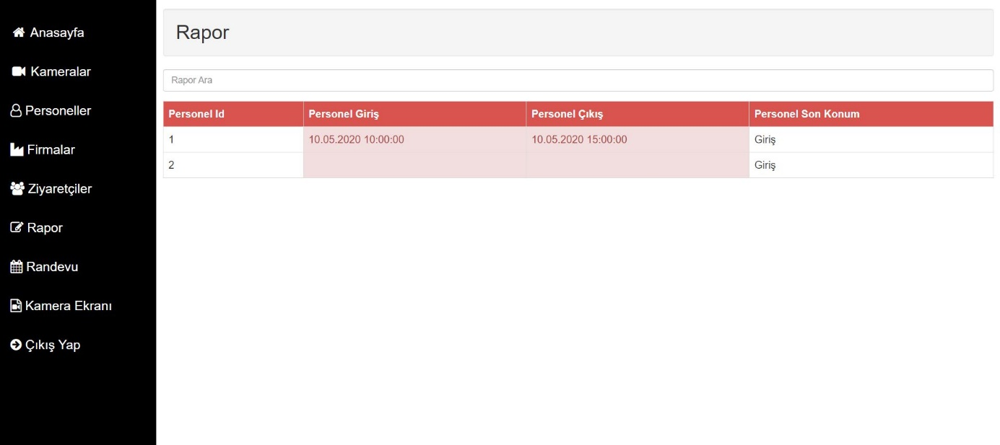 Anasayfa
Kameralar
Personeller
Firmalar
Ziyaretçiler
Rapor
Randevu
Kamera Ekranı
Çıkış Yap
Rapor
Rapor Ara
Personel Id Personel Giriş Personel Çıkış Personel Son Konum
1 10.05.2020 10:00:00 10.05.2020 15:00:00 Giriş
2 Giriş